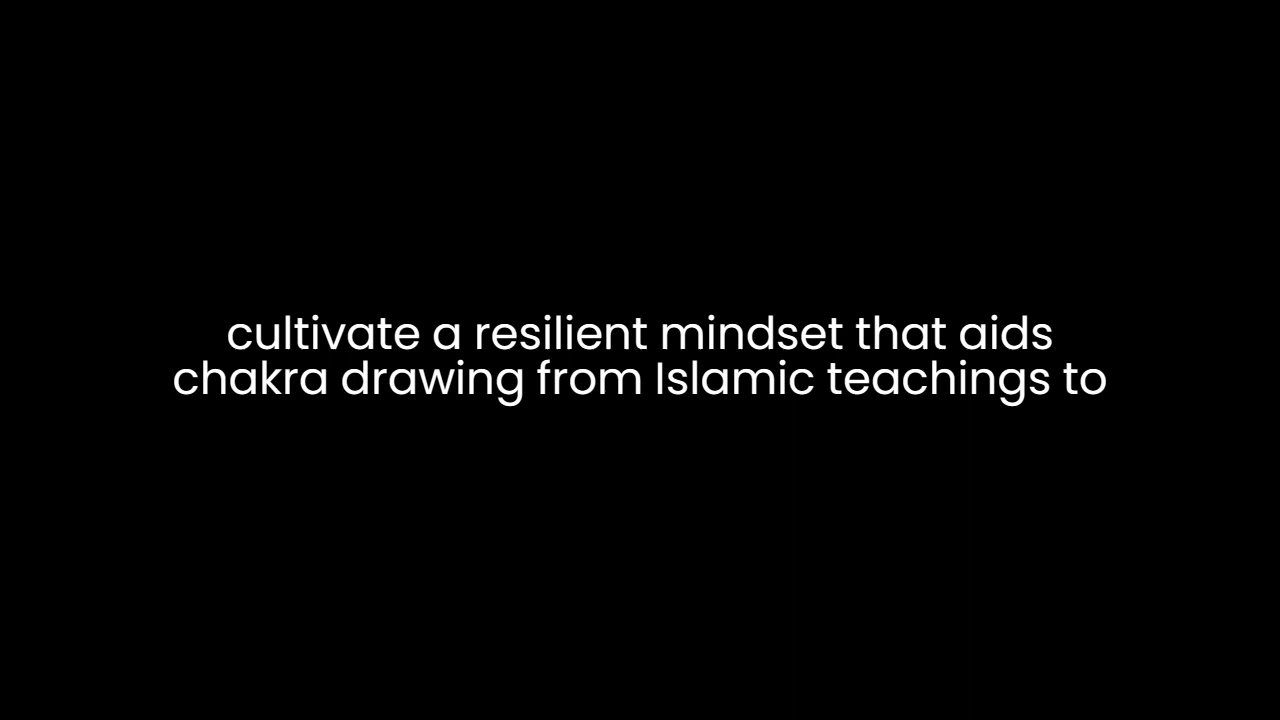 cultivate a resilient mindset that aids
chakra drawing from Islamic teachings to